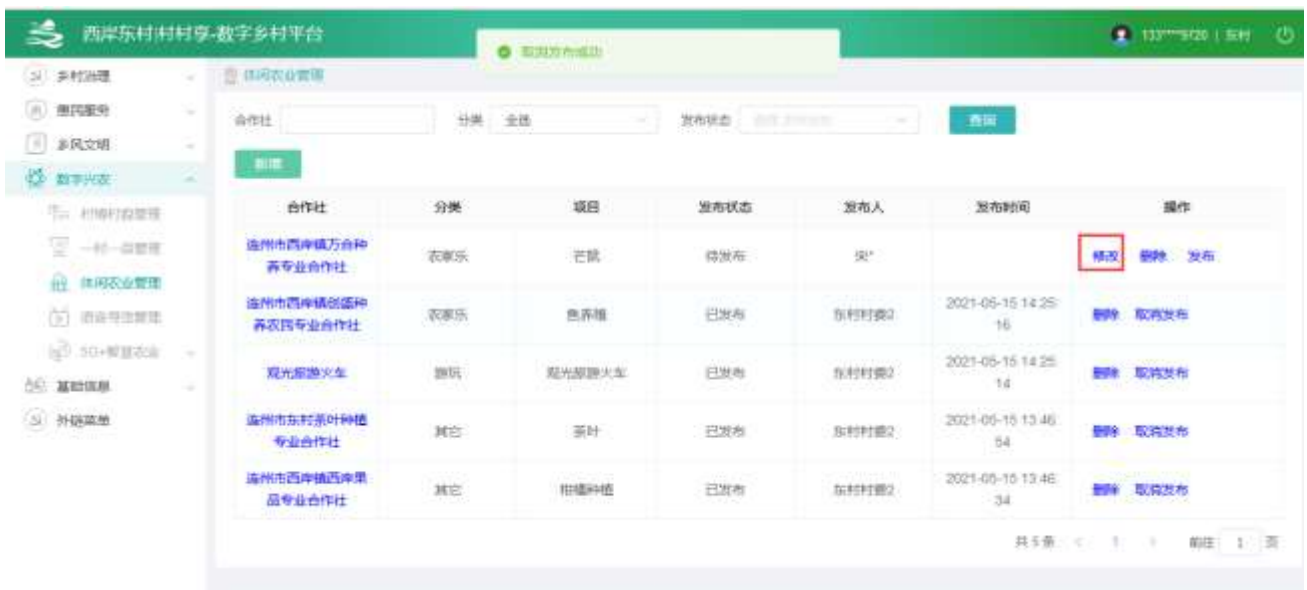 西岸东村|村村享-数字乡村平台
取消发布成功
133****9720 | 东村
乡村治理
惠民服务
乡风文明
数字兴农
一村一品管理
休闲农业管理
5G+智慧农业
基础信息
外链菜单
休闲农业管理
合作社 分类 全选 发布状态 查询
新增
合作社 分类 项目 发布状态 发布人 发布时间 操作
连州市西岸镇万合种
养专业合作社
农家乐 芒鼠 待发布 宋* 修改 删除 发布
连州市西岸镇创盛种
养农民专业合作社
农家乐 鱼养殖 已发布 东村村委2 2021-05-15 14:25:
16
删除 取消发布
观光旅游火车 游玩 观光旅游火车 已发布 东村村委2 2021-05-15 14:25:
14
删除 取消发布
连州市东村茶叶种植
专业合作社
其它 茶叶 已发布 东村村委2 2021-05-15 13:46:
54
删除 取消发布
连州市西岸镇西岸果
品专业合作社
其它 柑橘种植 已发布 东村村委2 2021-05-15 13:46:
34
删除 取消发布
共 5 条 < 1 > 前往 1 页